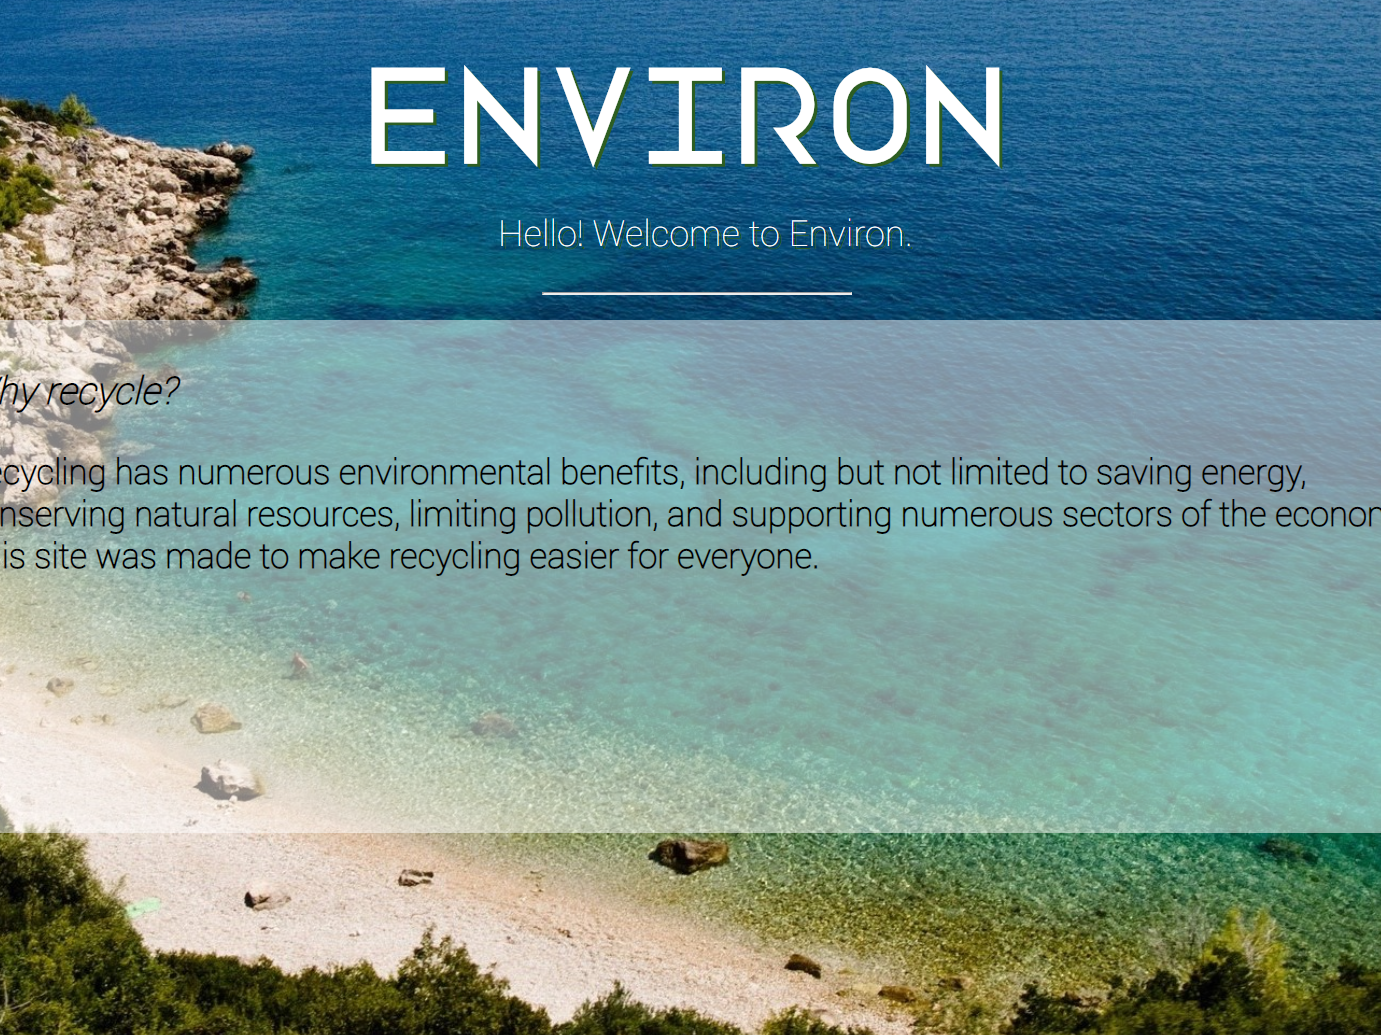 ENVIRON
Hello! Welcome to Environ.
hy recycle?
ecycling has numerous environmental benefits, including but not limited to saving energy,
nserving natural resources, limiting pollution, and supporting numerous sectors of the econo
is site was made to make recycling easier for everyone.